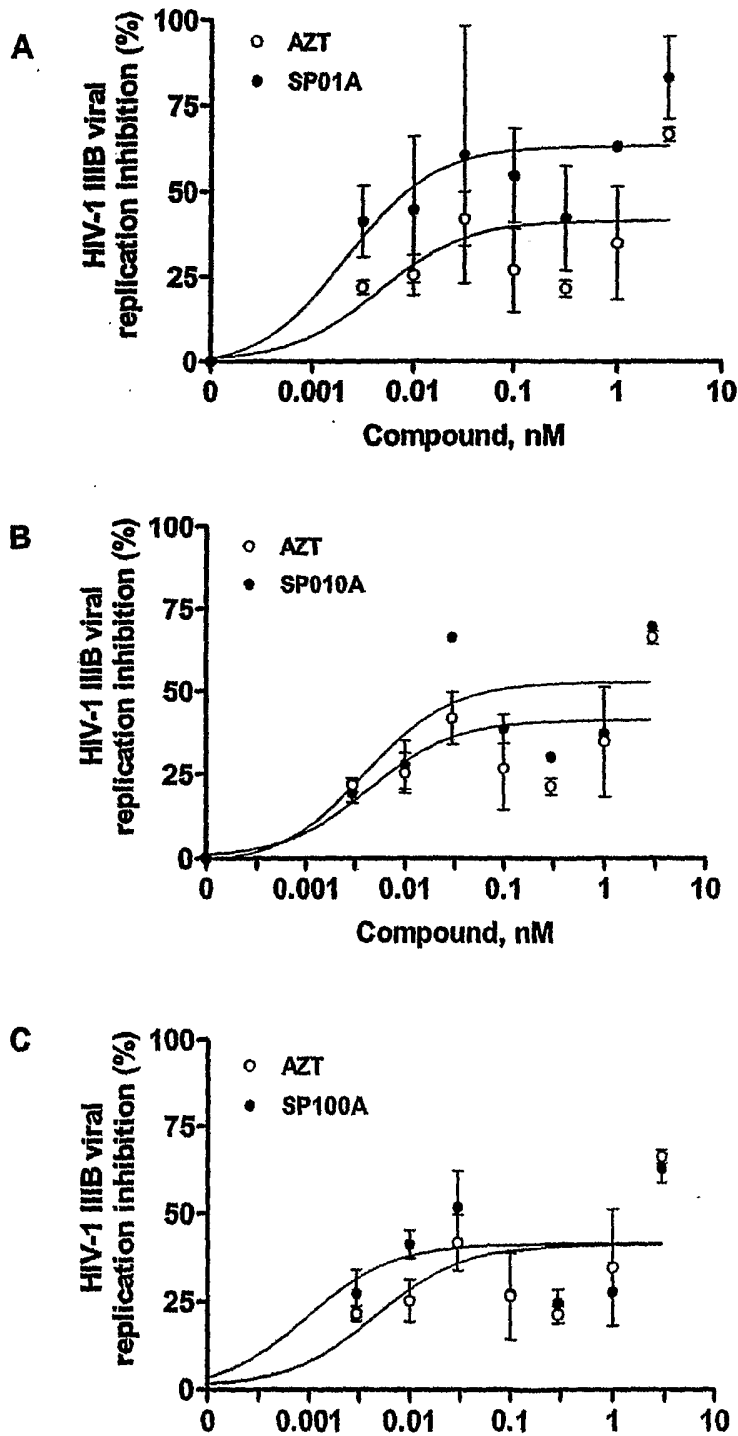 A
HIV-1 IIIB viral
replication inhibition (%)
100
75
50
25
0
AZT
SP01A
0 0.001 0.01 0.1 1 10
Compound, nM
B
HIV-1 IIIB viral
replication inhibition (%)
100
75
50
25
0
AZT
SP010A
0 0.001 0.01 0.1 1 10
Compound, nM
C
HIV-1 IIIB viral
replication inhibition (%)
100
75
50
25
0
AZT
SP100A
0 0.001 0.01 0.1 1 10